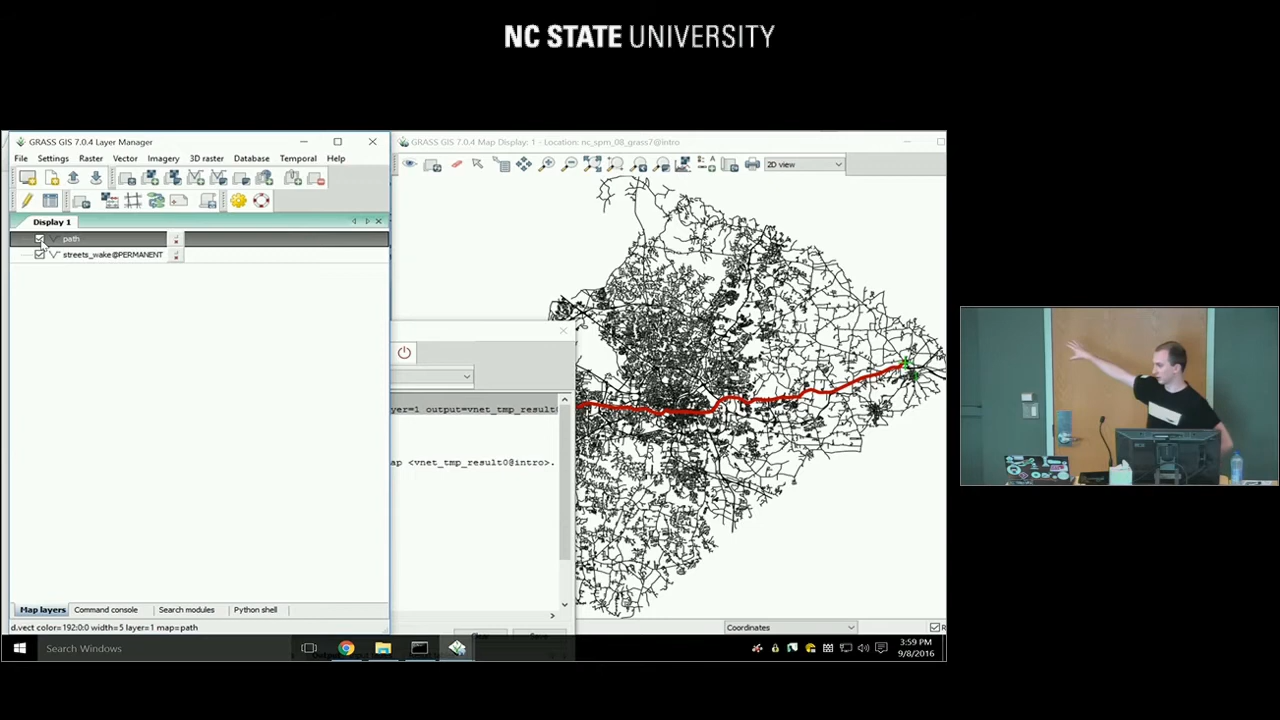 NC STATE UNIVERSITY
GRASS GIS 7.0.4 Layer Manager
File Settings Raster Vector Imagery 3D raster Database Temporal Help
Display 1
path
streets_wake@PERMANENT
Map layers Command console Search modules Python shell
d.vect color=192:0:0 width=5 layer=1 map=path
GRASS GIS 7.0.4 Map Display: 1 - Location: nc_spm_08_grass7@intro
2D view
yer=1 output=vnet_tmp_result
ap <vnet_tmp_result0@intro>.
Coordinates
Search Windows
3:59 PM
9/8/2016